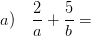 a) 2/a + 5/b =